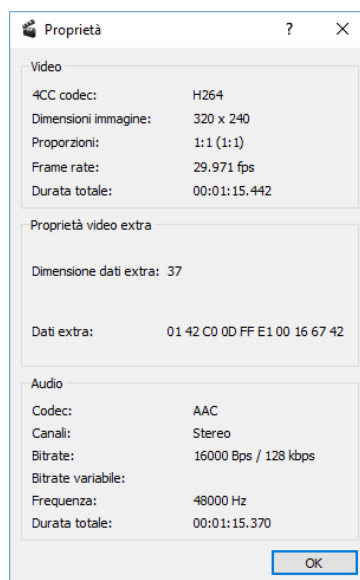 Proprietà ? X
Video
4CC codec: H264
Dimensioni immagine: 320 x 240
Proporzioni: 1:1 (1:1)
Frame rate: 29.971 fps
Durata totale: 00:01:15.442
Proprietà video extra
Dimensione dati extra: 37
Dati extra: 01 42 C0 0D FF E1 00 16 67 42
Audio
Codec: AAC
Canali: Stereo
Bitrate: 16000 Bps / 128 kbps
Bitrate variabile:
Frequenza: 48000 Hz
Durata totale: 00:01:15.370
OK